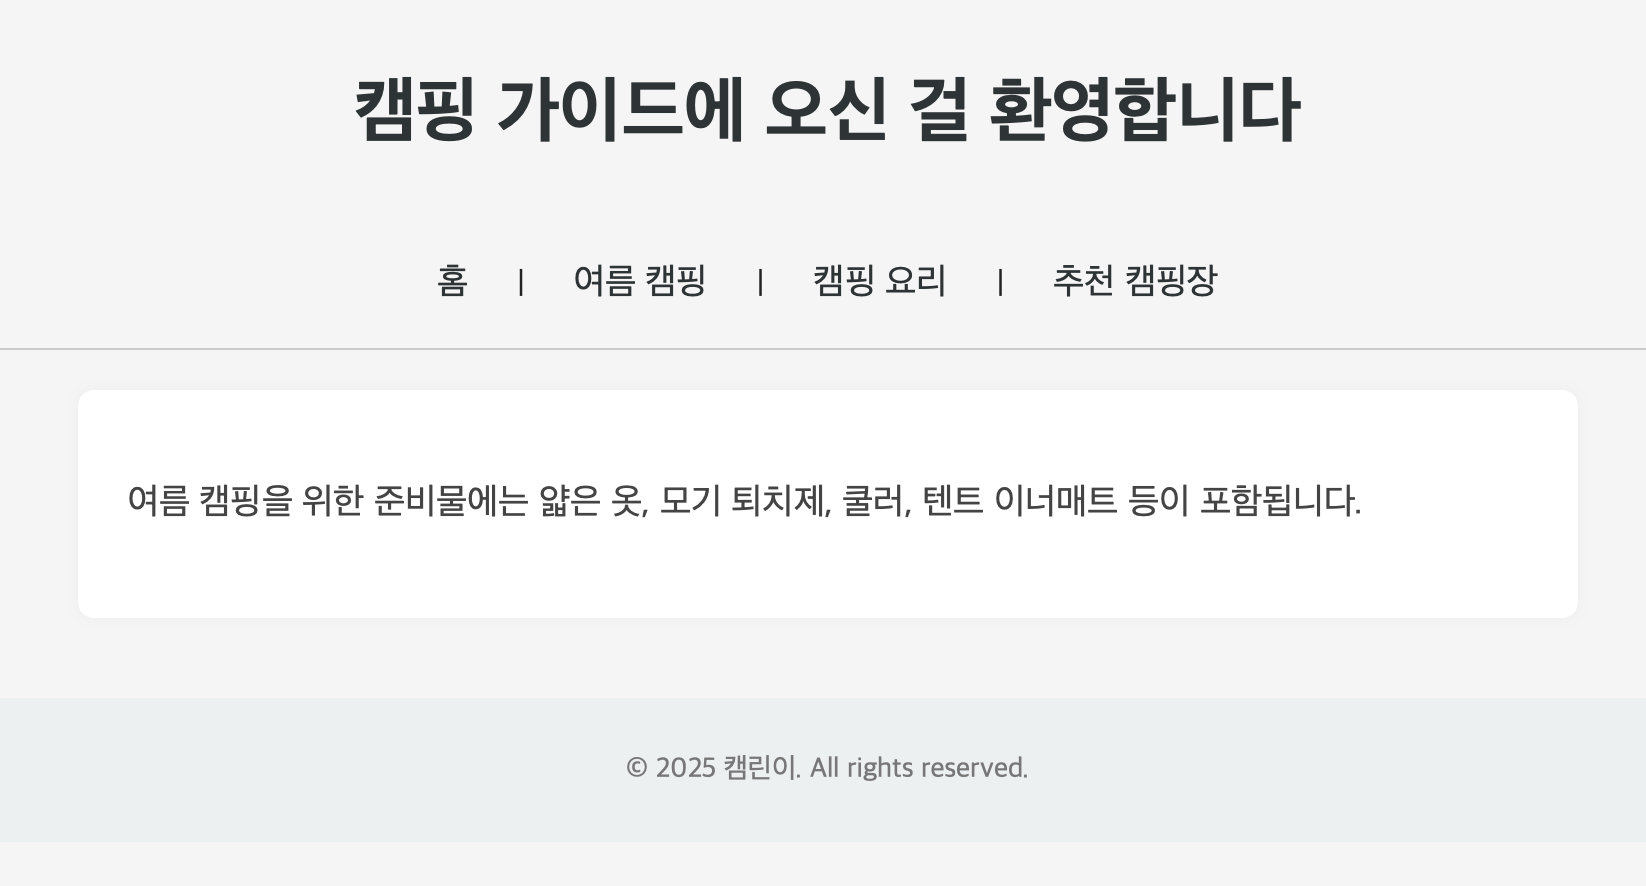 캠핑 가이드에 오신 걸 환영합니다
홈 | 여름 캠핑 | 캠핑 요리 | 추천 캠핑장
여름 캠핑을 위한 준비물에는 얇은 옷, 모기 퇴치제, 쿨러, 텐트 이너매트 등이 포함됩니다.
© 2025 캠린이. All rights reserved.